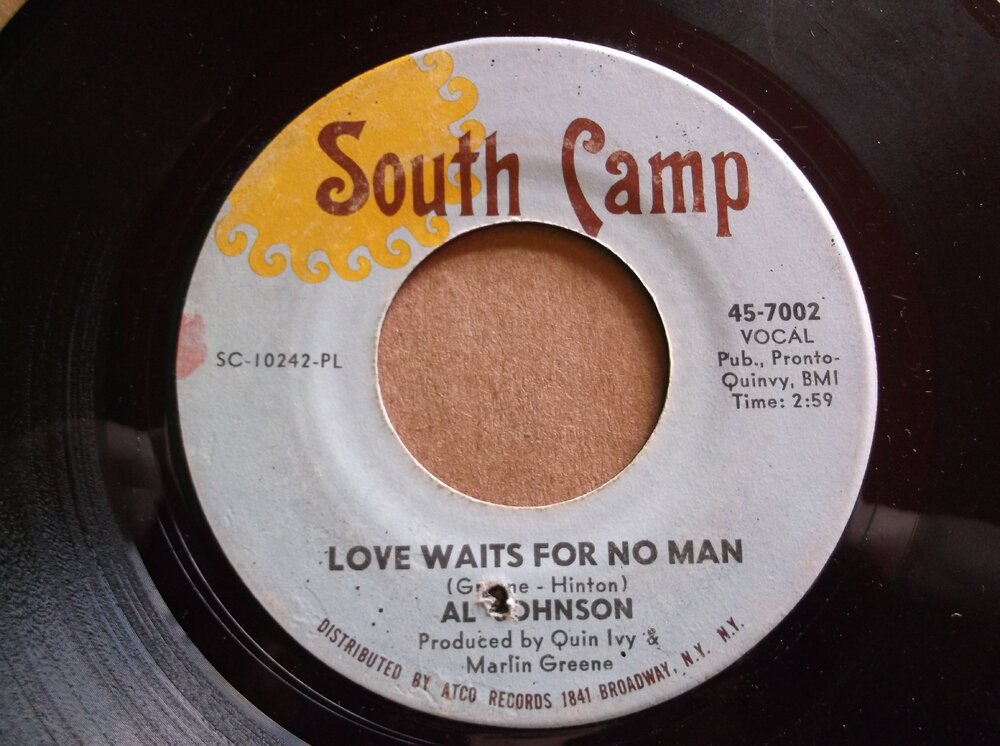 South Camp
45-7002
VOCAL
Pub., Pronto-
Quinvy, BMI
Time: 2:59
SC-10242-PL
LOVE WAITS FOR NO MAN
- Hinton)
AL JOHNSON
Produced by Quin Ivy &
Marlin Greene
DISTRIBUTED BY ATCO RECORDS 1841 BROADWAY, N.Y. N.Y.